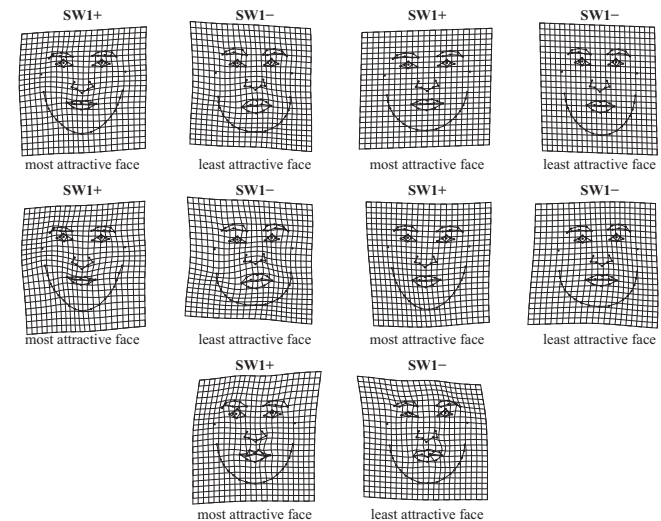 SW1+ SW1− SW1+ SW1−
most attractive face least attractive face most attractive face least attractive face
SW1+ SW1− SW1+ SW1−
most attractive face least attractive face most attractive face least attractive face
SW1+ SW1−
most attractive face least attractive face